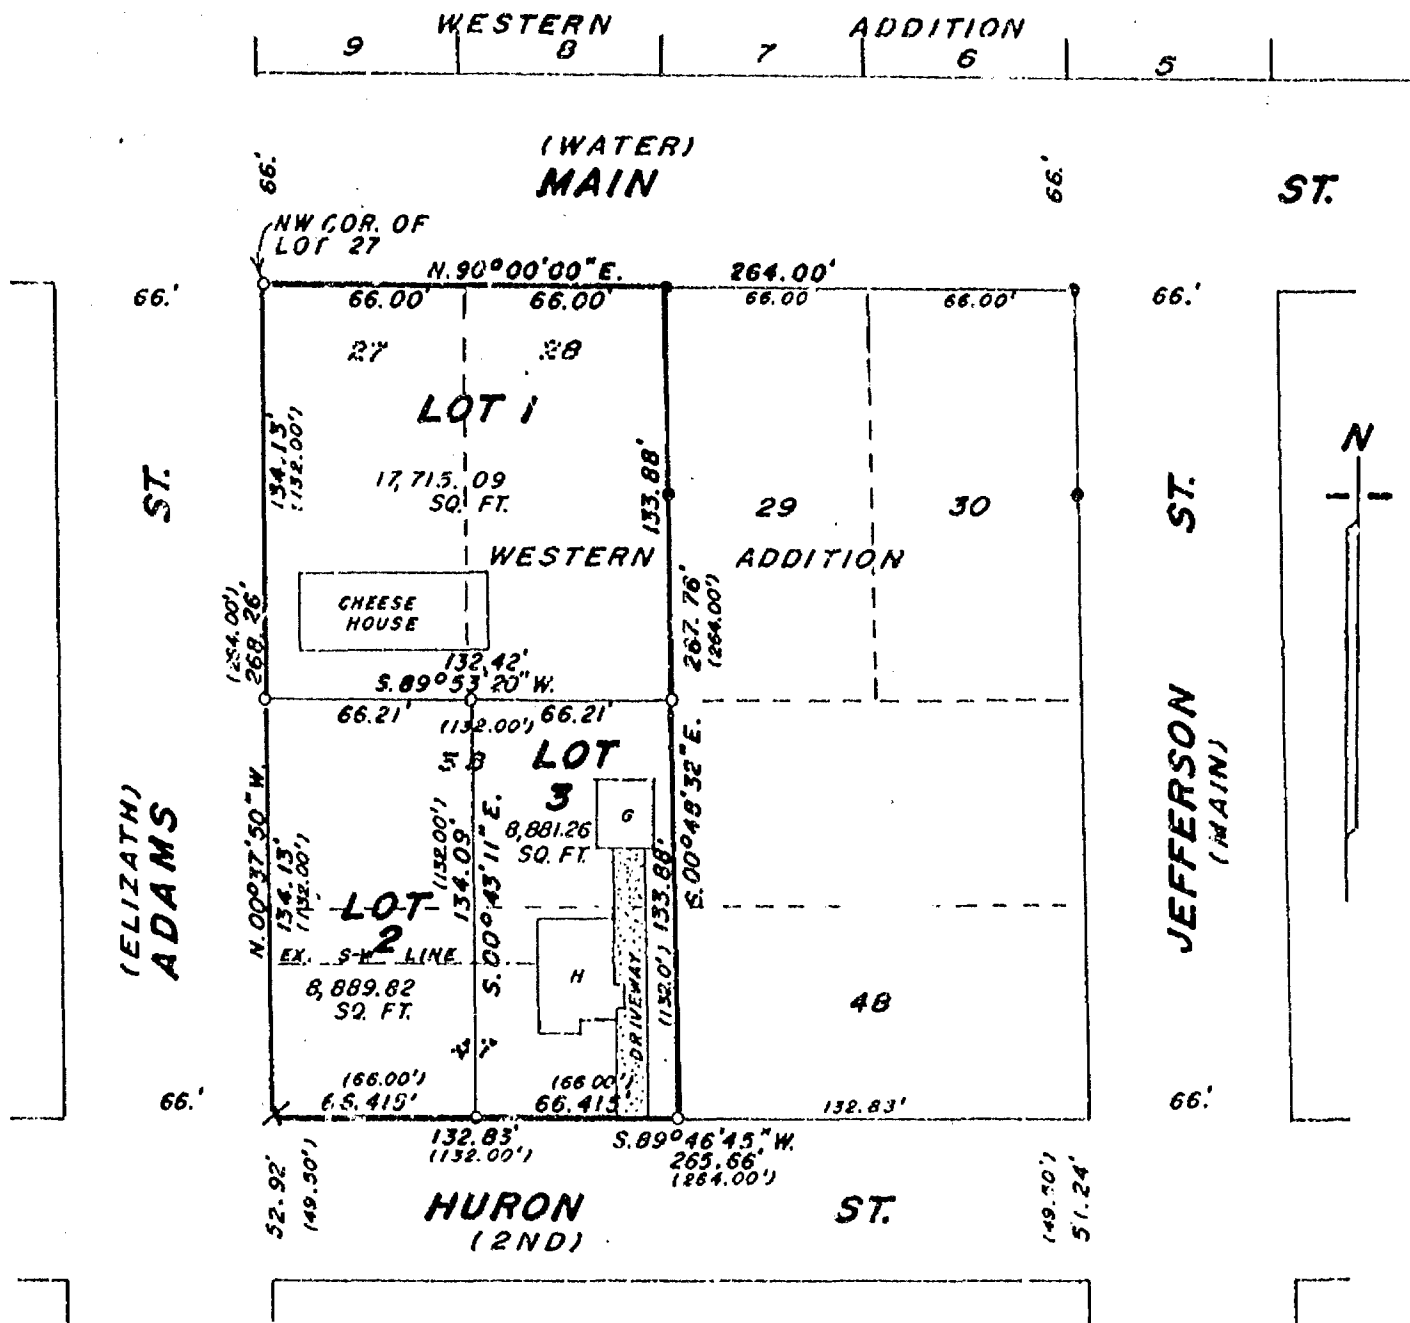 WESTERN ADDITION
9 8 7 6 5
(WATER)
MAIN ST.
66.'
66.'
NW COR. OF
LOT 27
N. 90°00'00" E. 264.00'
66.' 66.00' 66.00' 66.00 66.00' 66.'
27 28
LOT 1
134.13'
(132.00')
17,715.09
SQ. FT.
133.88'
29 30
ST.
ST.
N
WESTERN ADDITION
CHEESE
HOUSE
268.26'
267.76'
(264.00')
132.42'
S. 89°53'20" W.
66.21' 66.21'
(132.00')
LOT
3
8,881.26
SQ. FT.
G
(ELIZATH)
ADAMS
N. 00°37'50" W.
134.13'
(132.00')
(132.00')
134.09'
S. 00°43'11" E.
S. 00°48'32" E.
133.88'
(132.0')
JEFFERSON
(MAIN)
LOT
2
EX. S-W LINE
8,889.82
SQ. FT.
H
DRIVEWAY
48
(66.00') (66.00')
66.' 66.415' 66.415' 132.83' 66.'
132.83'
(132.00')
S. 89°46'45" W.
265.66'
(264.00')
52.92'
(49.50')
HURON ST.
(2ND)
(49.50')
51.24'